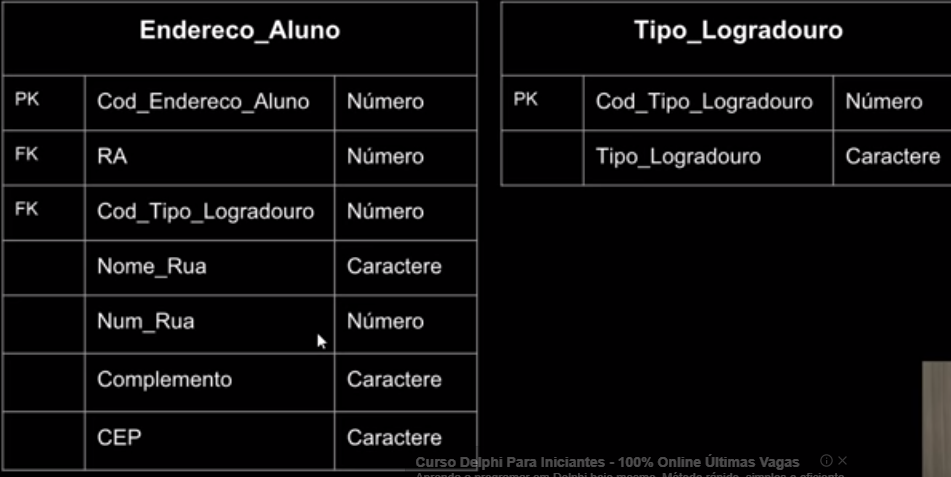 Endereco_Aluno
PK Cod_Endereco_Aluno Número
FK RA Número
FK Cod_Tipo_Logradouro Número
Nome_Rua Caractere
Num_Rua Número
Complemento Caractere
CEP Caractere
Tipo_Logradouro
PK Cod_Tipo_Logradouro Número
Tipo_Logradouro Caractere
Curso Delphi Para Iniciantes - 100% Online Últimas Vagas